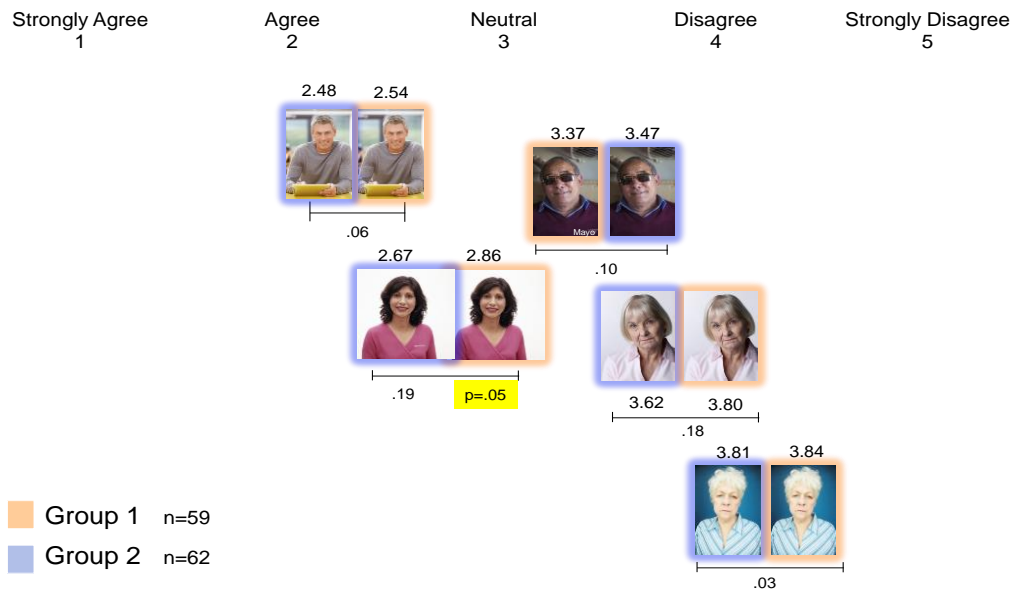 Strongly Agree
1
Agree
2
Neutral
3
Disagree
4
Strongly Disagree
5
2.48
2.54
.06
3.37
3.47
Mayo
.10
2.67
2.86
.19
p=.05
3.62
3.80
.18
3.81
3.84
.03
Group 1 n=59
Group 2 n=62